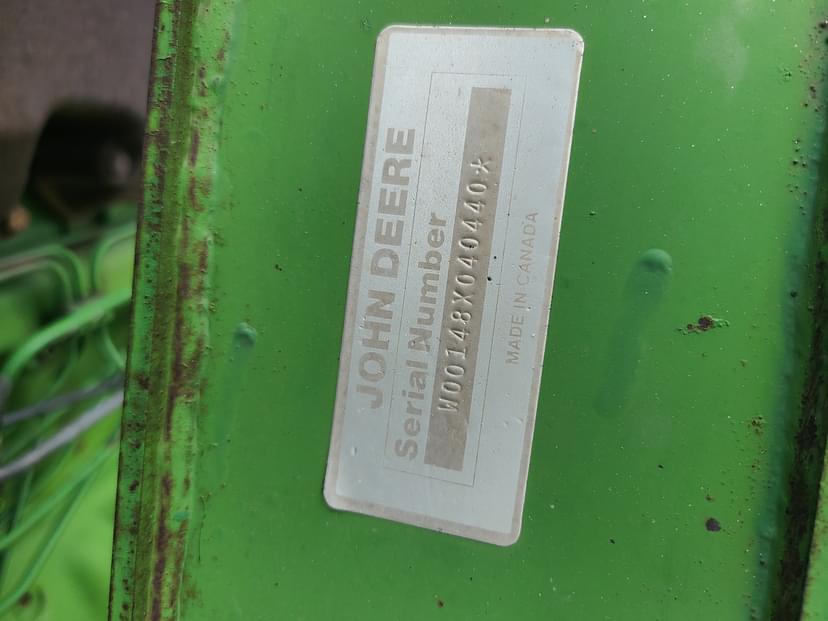 JOHN DEERE
Serial Number
W00148X040440*
MADE IN CANADA